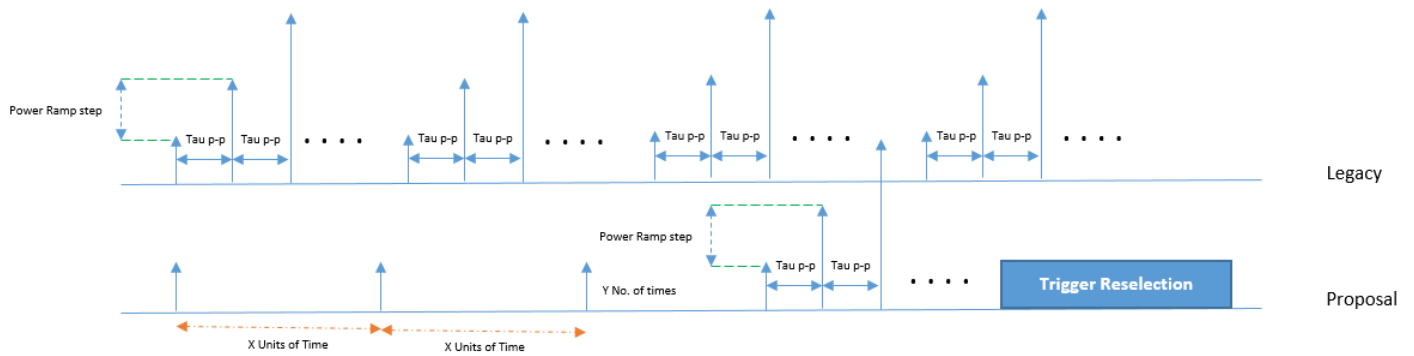 Power Ramp step
Tau p-p Tau p-p . . . . Tau p-p Tau p-p . . . . Tau p-p Tau p-p . . . . Tau p-p Tau p-p . . . .
Legacy
Power Ramp step
Tau p-p Tau p-p . . . .
Y No. of times
Trigger Reselection
Proposal
X Units of Time X Units of Time